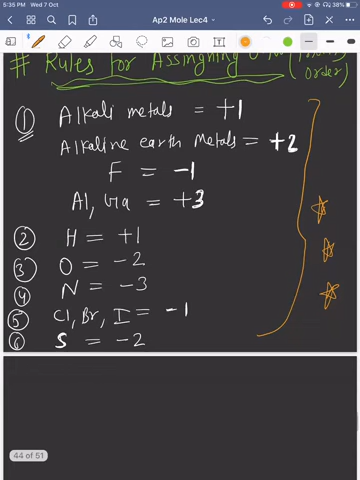 5:35 PM Wed 7 Oct
38%
Ap2 Mole Lec4
# Rules for Assigning O.N (Priority
order)
① Alkali metals = +1
Alkaline earth Metals = +2
F = -1
Al, Ga = +3
② H = +1
③ O = -2
④ N = -3
⑤ Cl, Br, I = -1
⑥ S = -2
44 of 51